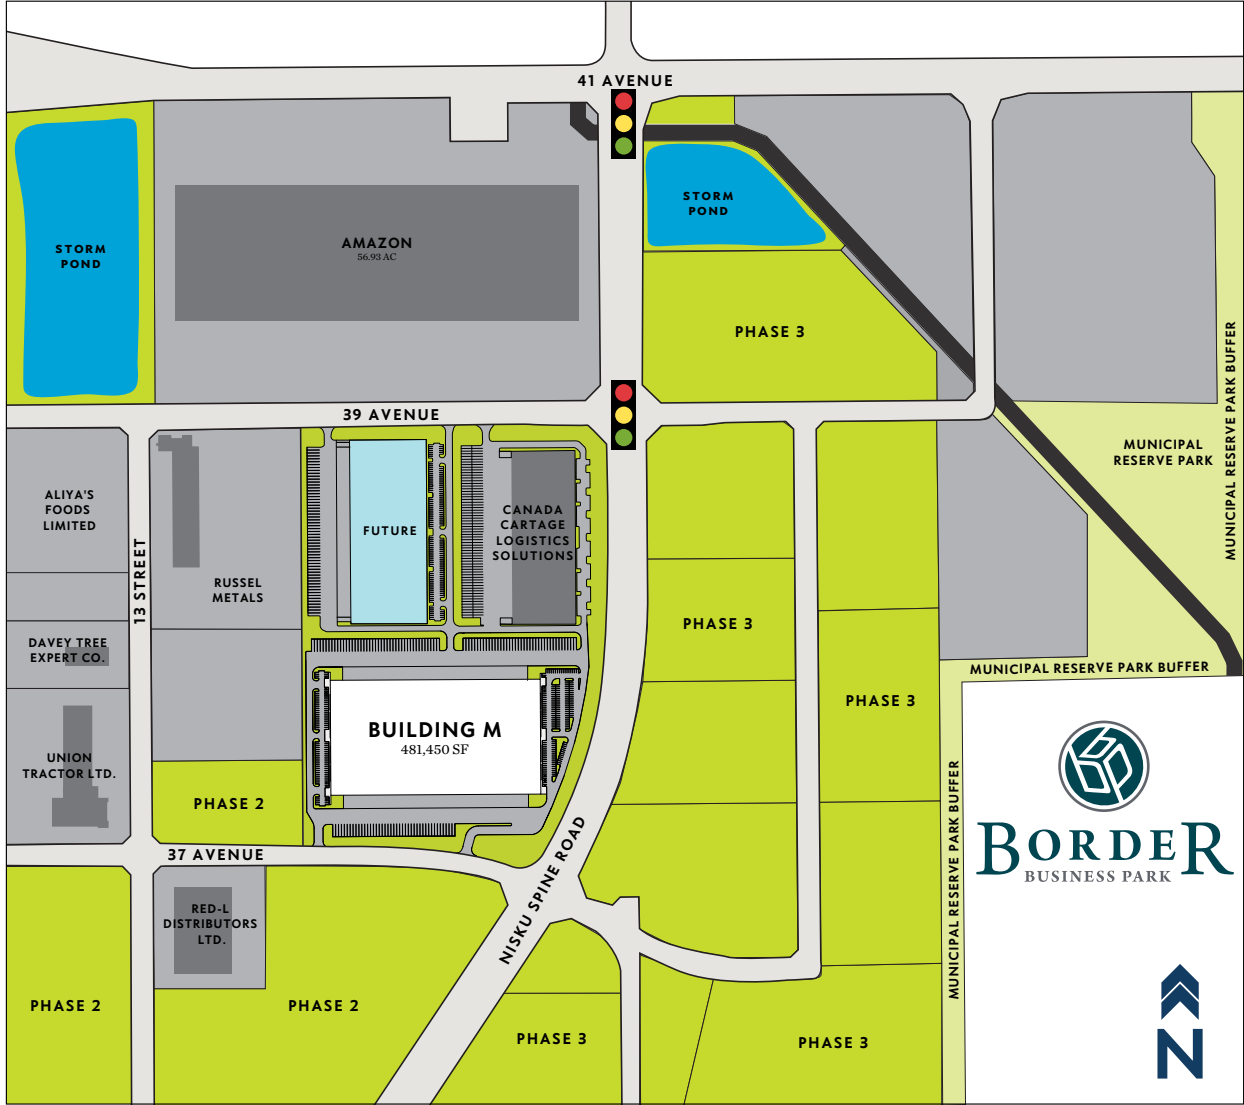 41 AVENUE
STORM
POND
AMAZON
56.93 AC
STORM
POND
PHASE 3
39 AVENUE
MUNICIPAL RESERVE PARK BUFFER
MUNICIPAL
RESERVE PARK
ALIYA'S
FOODS
LIMITED
13 STREET
RUSSEL
METALS
FUTURE
CANADA
CARTAGE
LOGISTICS
SOLUTIONS
PHASE 3
DAVEY TREE
EXPERT CO.
MUNICIPAL RESERVE PARK BUFFER
PHASE 3
BUILDING M
481,450 SF
UNION
TRACTOR LTD.
PHASE 2
MUNICIPAL RESERVE PARK BUFFER
BORDER
BUSINESS PARK
37 AVENUE
NISKU SPINE ROAD
RED-L
DISTRIBUTORS
LTD.
PHASE 2
PHASE 2
PHASE 3
PHASE 3
N